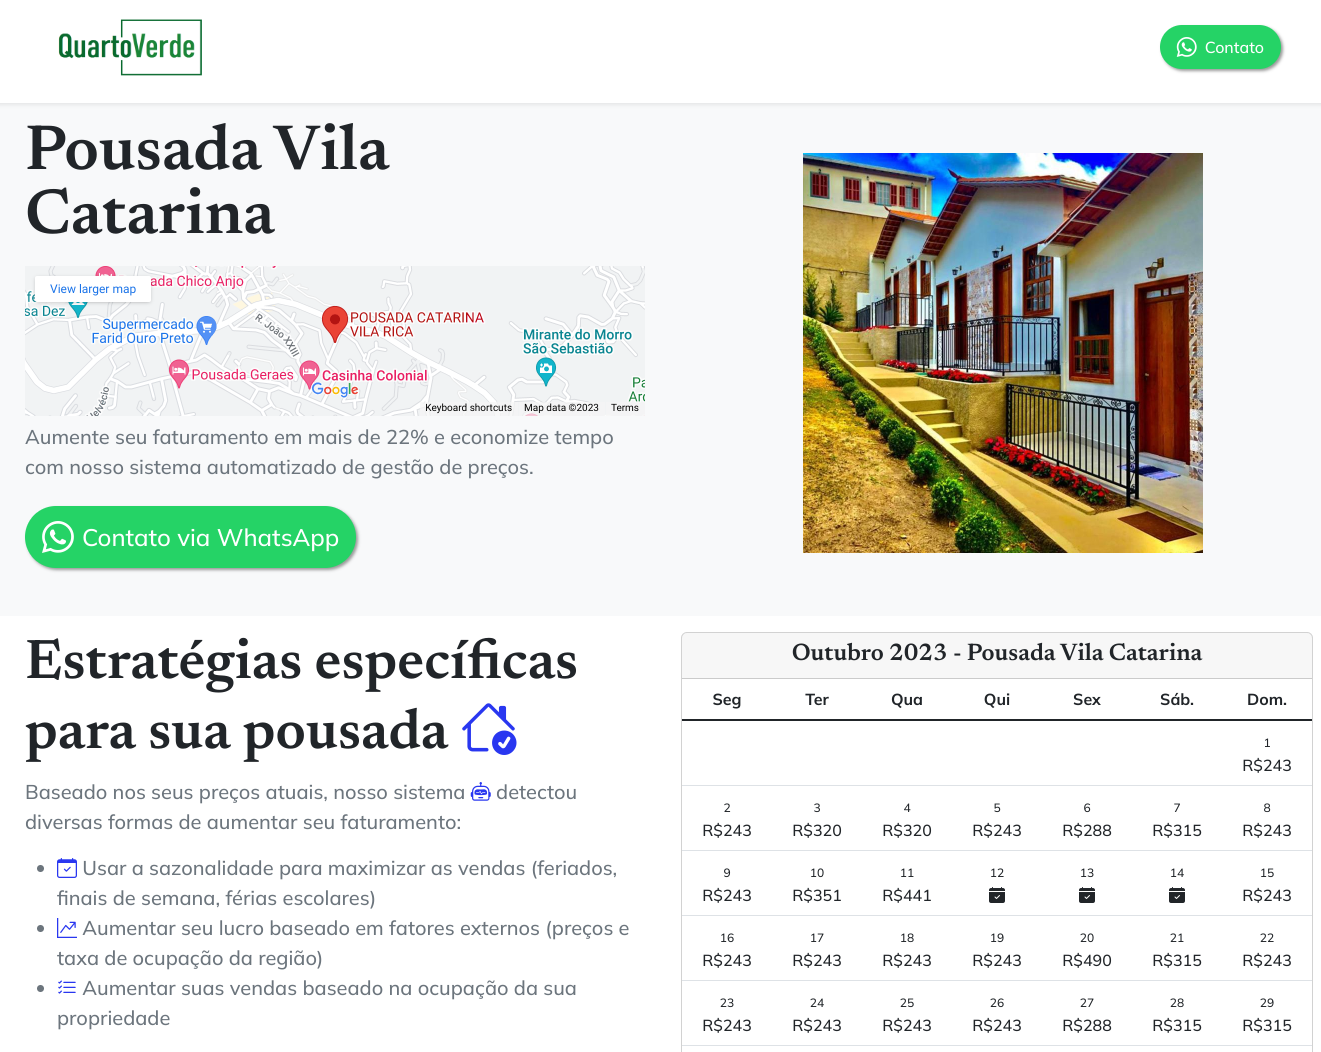 QuartoVerde
Contato
Pousada Vila
Catarina
View larger map
ada Chico Anjo
sa Dez
Supermercado
Farid Ouro Preto
R. João XXIII
POUSADA CATARINA
VILA RICA
Mirante do Morro
São Sebastião
Pousada Geraes
Casinha Colonial
Google
elvécio
Keyboard shortcuts
Map data ©2023
Terms
Aumente seu faturamento em mais de 22% e economize tempo
com nosso sistema automatizado de gestão de preços.
Contato via WhatsApp
Estratégias específicas
para sua pousada
Baseado nos seus preços atuais, nosso sistema detectou
diversas formas de aumentar seu faturamento:
Usar a sazonalidade para maximizar as vendas (feriados,
finais de semana, férias escolares)
Aumentar seu lucro baseado em fatores externos (preços e
taxa de ocupação da região)
Aumentar suas vendas baseado na ocupação da sua
propriedade
Outubro 2023 - Pousada Vila Catarina
Seg Ter Qua Qui Sex Sáb. Dom.
1
R$243
2 3 4 5 6 7 8
R$243 R$320 R$320 R$243 R$288 R$315 R$243
9 10 11 12 13 14 15
R$243 R$351 R$441 R$243
16 17 18 19 20 21 22
R$243 R$243 R$243 R$243 R$490 R$315 R$243
23 24 25 26 27 28 29
R$243 R$243 R$243 R$243 R$288 R$315 R$315